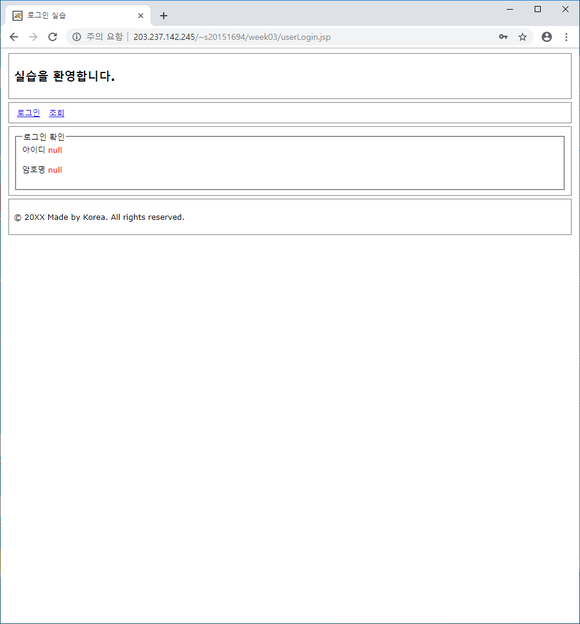 로그인 실습
주의 요함 | 203.237.142.245/~s20151694/week03/userLogin.jsp
실습을 환영합니다.
로그인 조회
로그인 확인
아이디 null
암호명 null
© 20XX Made by Korea. All rights reserved.